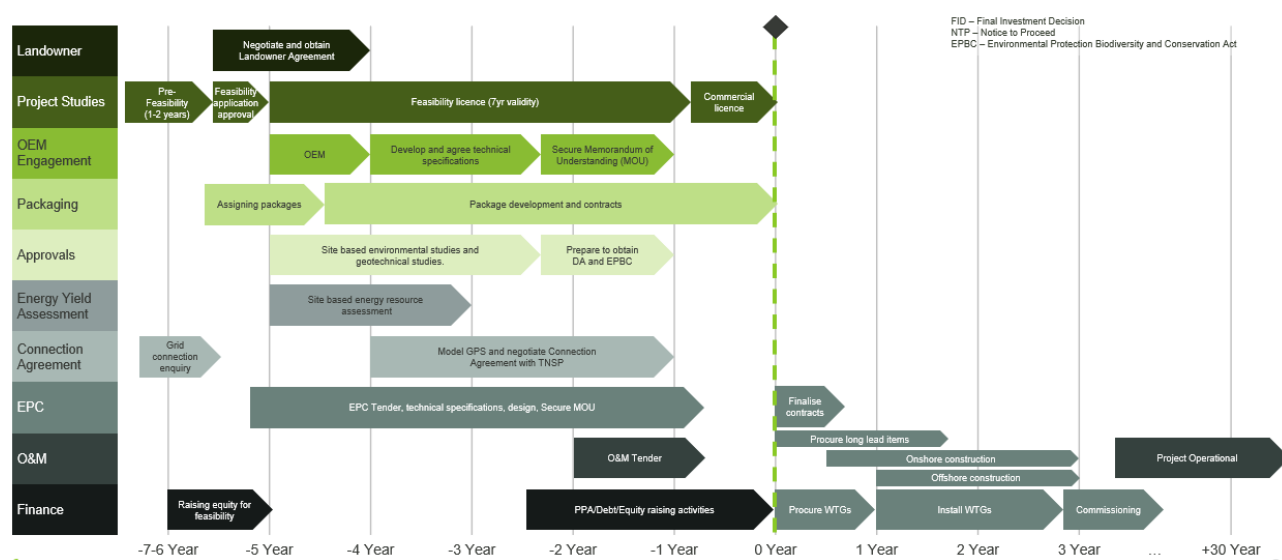 FID – Final Investment Decision
NTP – Notice to Proceed
EPBC – Environmental Protection Biodiversity and Conservation Act
Landowner
Negotiate and obtain
Landowner Agreement
Project Studies
Pre-
Feasibility
(1-2 years)
Feasibility
application
approval
Feasibility licence (7yr validity)
Commercial
licence
OEM
Engagement
OEM
Develop and agree technical
specifications
Secure Memorandum of
Understanding (MOU)
Packaging
Assigning packages
Package development and contracts
Approvals
Site based environmental studies and
geotechnical studies.
Prepare to obtain
DA and EPBC
Energy Yield
Assessment
Site based energy resource
assessment
Connection
Agreement
Grid
connection
enquiry
Model GPS and negotiate Connection
Agreement with TNSP
EPC
EPC Tender, technical specifications, design, Secure MOU
Finalise
contracts
Procure long lead items
O&M
O&M Tender
Onshore construction
Offshore construction
Project Operational
Finance
Raising equity for
feasibility
PPA/Debt/Equity raising activities
Procure WTGs
Install WTGs
Commissioning
-7-6 Year
-5 Year
-4 Year
-3 Year
-2 Year
-1 Year
0 Year
1 Year
2 Year
3 Year
...
+30 Year